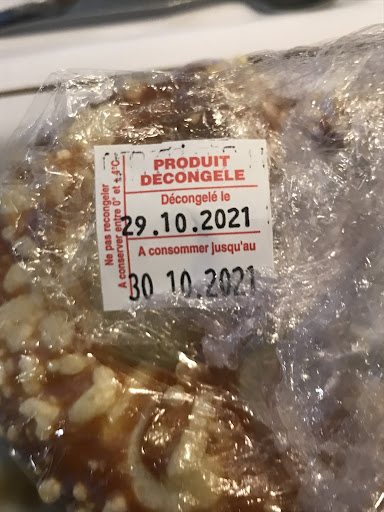 PRODUIT
DÉCONGELE
Décongelé le
29.10.2021
A consommer jusqu'au
30 10.2021
Ne pas recongeler
A conserver entre 0° et + 4°C